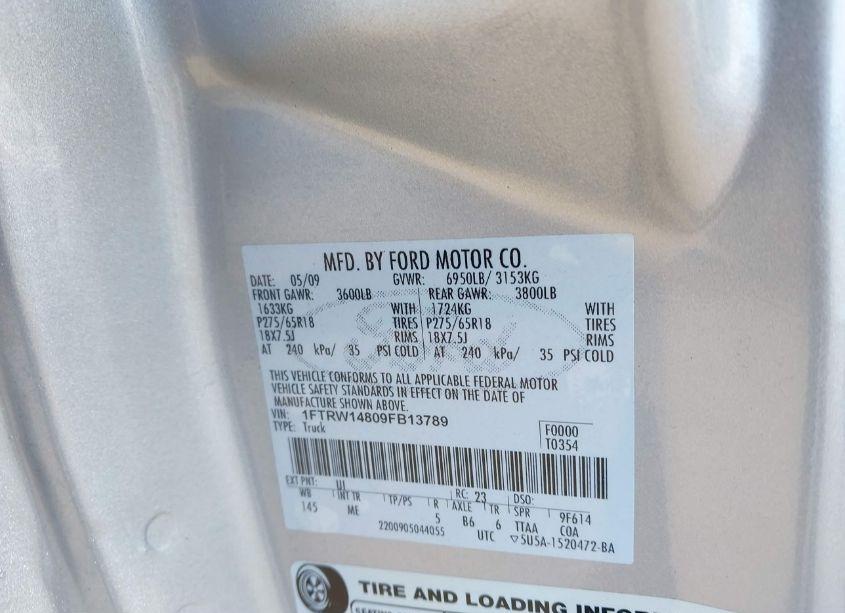 MFD. BY FORD MOTOR CO.
DATE: 05/09 GVWR: 6950LB/ 3153KG
FRONT GAWR: 3600LB REAR GAWR: 3800LB
1633KG WITH 1724KG WITH
P275/65R18 TIRES P275/65R18 TIRES
18X7.5J RIMS 18X7.5J RIMS
AT 240 kPa/ 35 PSI COLD AT 240 kPa/ 35 PSI COLD
THIS VEHICLE CONFORMS TO ALL APPLICABLE FEDERAL MOTOR
VEHICLE SAFETY STANDARDS IN EFFECT ON THE DATE OF
MANUFACTURE SHOWN ABOVE.
VIN: 1FTRW14809FB13789
TYPE: Truck
F0000
T0354
EXT PNT: UI RC: 23 DSO:
WB INT TR TP/PS R AXLE TR SPR 9F614
145 ME 5 B6 6 TTAA COA
2200905044055 UTC 5U5A-1520472-BA
TIRE AND LOADING